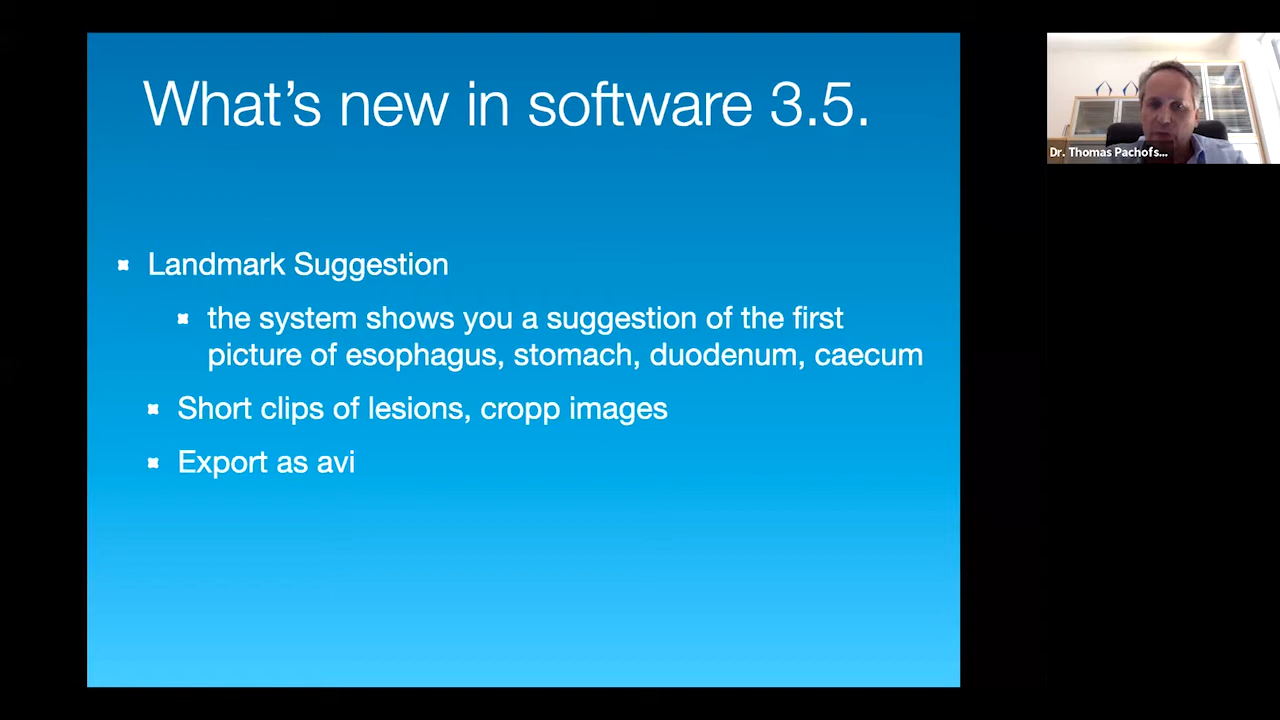 What's new in software 3.5.
Landmark Suggestion
the system shows you a suggestion of the first
picture of esophagus, stomach, duodenum, caecum
Short clips of lesions, cropp images
Export as avi
Dr. Thomas Pachofs...